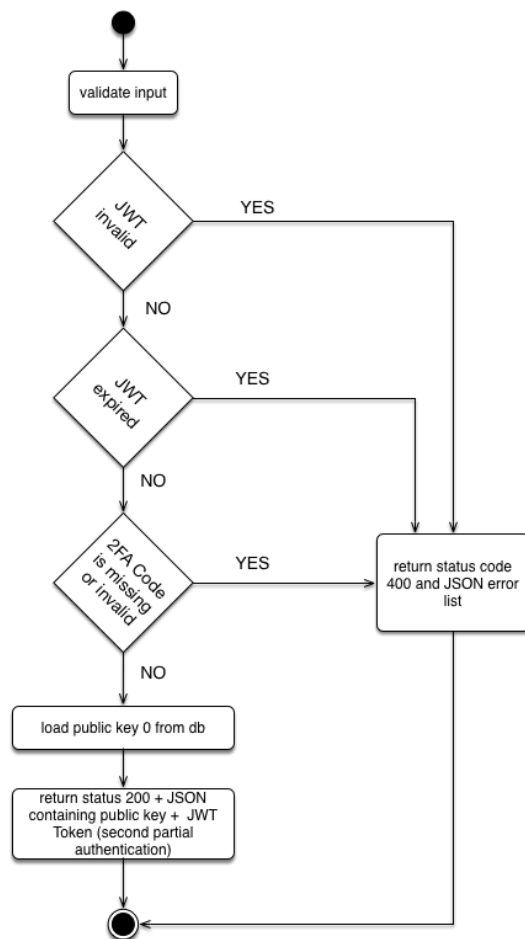 validate input
JWT
invalid
YES
NO
JWT
expired
YES
NO
2FA Code
is missing
or invalid
YES
return status code
400 and JSON error
list
NO
load public key 0 from db
return status 200 + JSON
containing public key + JWT
Token (second partial
authentication)